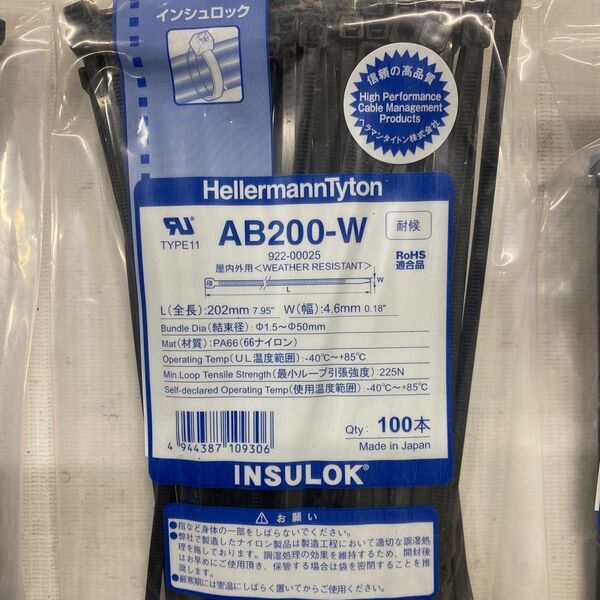 インシュロック
信頼の高品質
High Performance
Cable Management
Products
ヘラマンタイトン株式会社
HellermannTyton
TYPE11
AB200-W
耐候
922-00025
屋内外用<WEATHER RESISTANT>
RoHS
適合品
W
L
L(全長):202mm 7.95" W(幅):4.6mm 0.18"
Bundle Dia(結束径):Φ1.5~Φ50mm
Mat(材質):PA66(66ナイロン)
Operating Temp(UL温度範囲):-40℃~+85℃
Min.Loop Tensile Strength(最小ループ引張強度):225N
Self-declared Operating Temp(使用温度範囲):-40℃~+85℃
Qty: 100本
4 944387 109306
Made in Japan
INSULOK®
お願い
●指など身体の一部をしばらないでください。
●弊社で製造したナイロン製品は製造工程において適切な調湿処
理を施しております。調湿処理の効果を維持するため、開封後
はお早めにご使用頂き、保管する場合は袋を密閉することを推
奨します。
●厳寒期には室温にしばらく置いてからご使用ください。